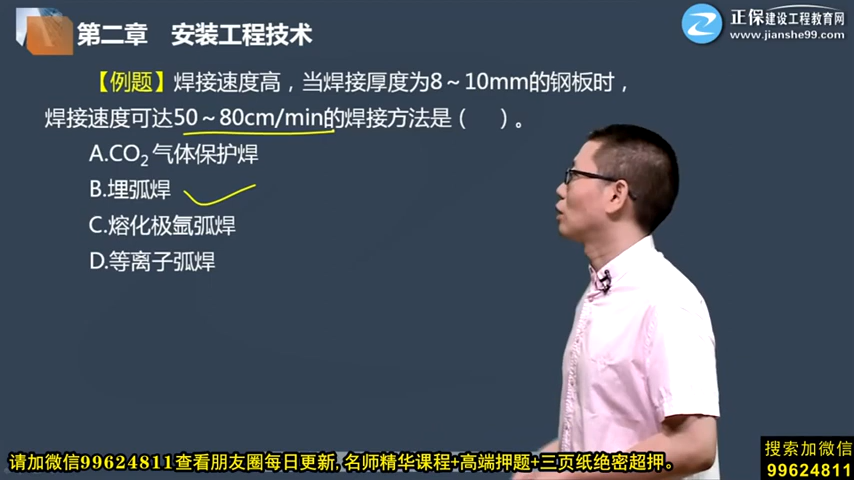 第二章 安装工程技术
正保建设工程教育网
www.jianshe99.com
【例题】焊接速度高，当焊接厚度为8～10mm的钢板时，
焊接速度可达50～80cm/min的焊接方法是（ ）。
A.CO₂ 气体保护焊
B.埋弧焊
C.熔化极氩弧焊
D.等离子弧焊
请加微信99624811查看朋友圈每日更新,名师精华课程+高端押题+三页纸绝密超押。
搜索加微信
99624811